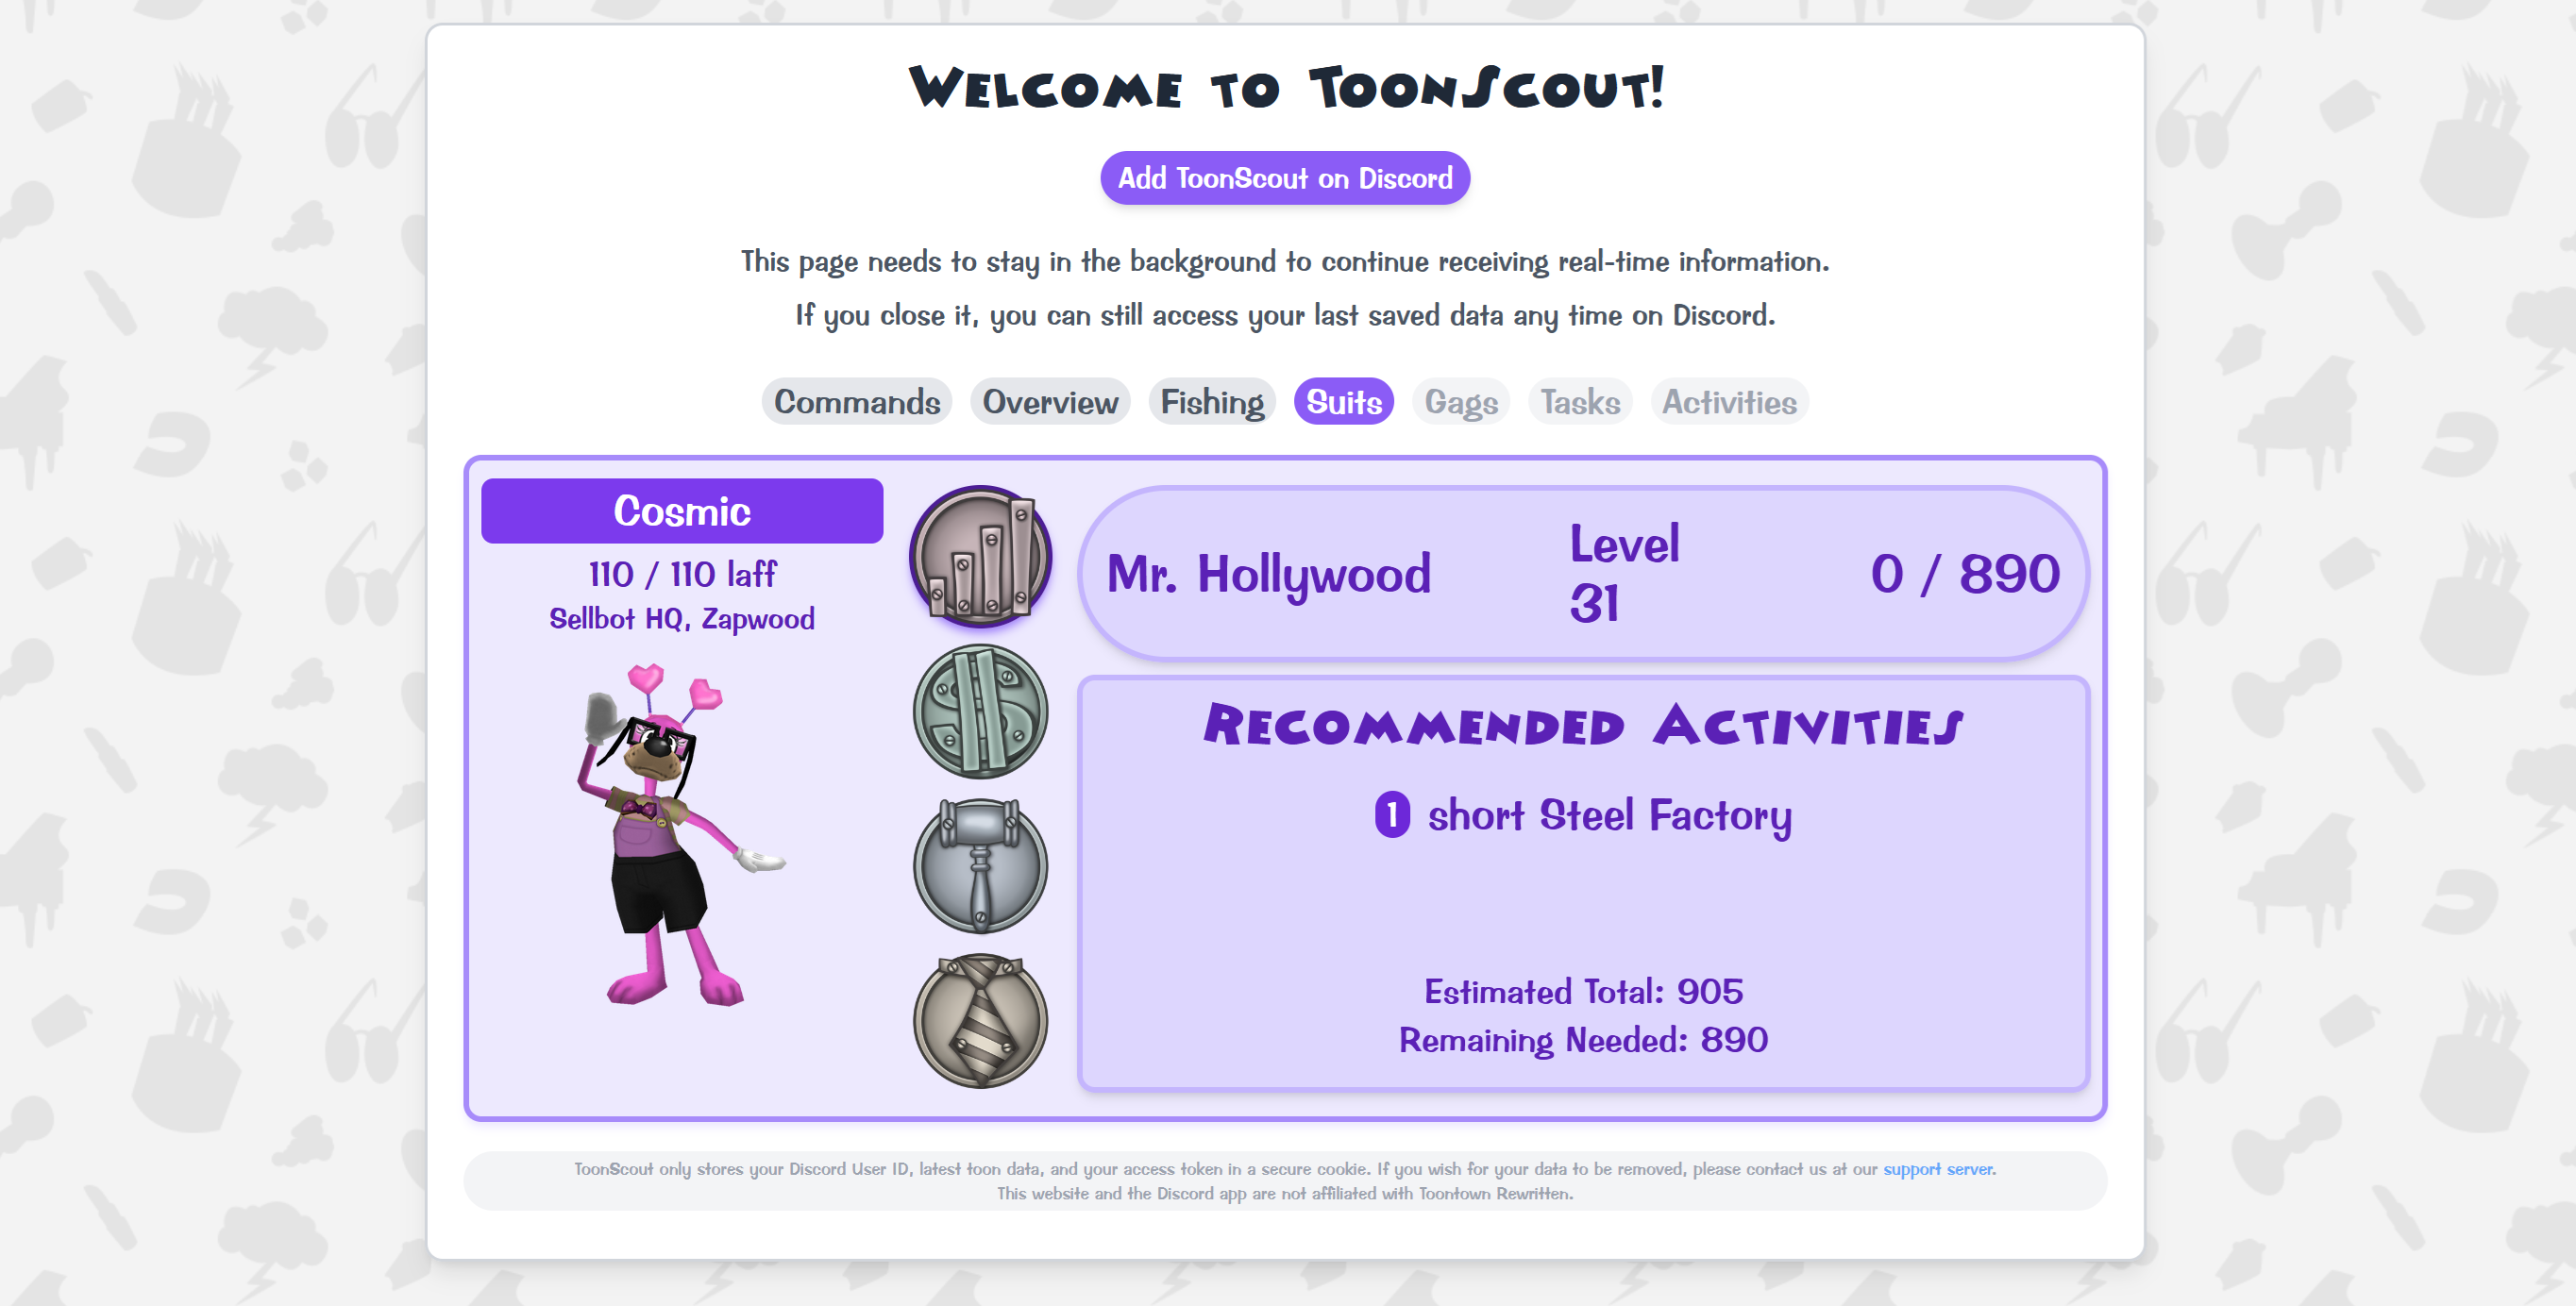 Welcome to ToonScout!
Add ToonScout on Discord
This page needs to stay in the background to continue receiving real-time information.
If you close it, you can still access your last saved data any time on Discord.
Commands Overview Fishing Suits Gags Tasks Activities
Cosmic
110 / 110 laff
Sellbot HQ, Zapwood
Mr. Hollywood
Level
31
0 / 890
Recommended Activities
1 short Steel Factory
Estimated Total: 905
Remaining Needed: 890
ToonScout only stores your Discord User ID, latest toon data, and your access token in a secure cookie. If you wish for your data to be removed, please contact us at our support server.
This website and the Discord app are not affiliated with Toontown Rewritten.